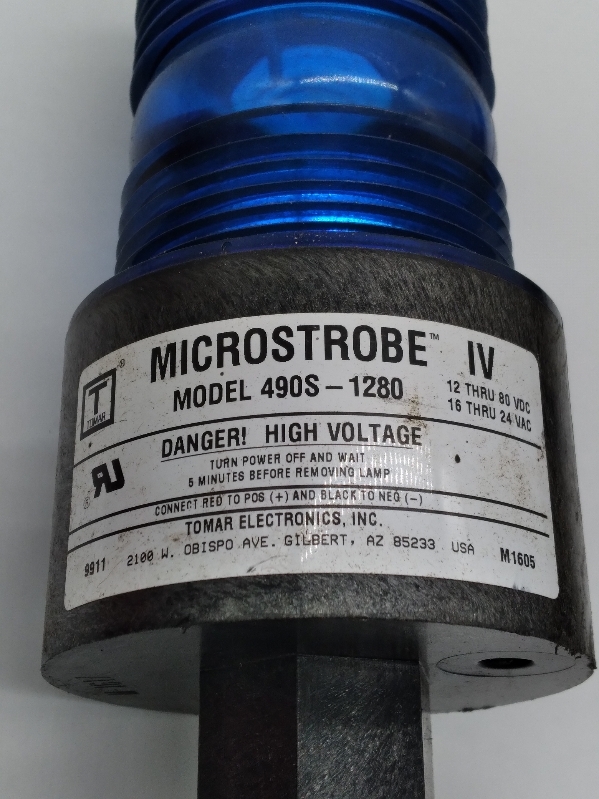 MICROSTROBE™ IV
MODEL 490S-1280
12 THRU 80 VDC
16 THRU 24 VAC
T ®
TOMAR
DANGER! HIGH VOLTAGE
TURN POWER OFF AND WAIT
5 MINUTES BEFORE REMOVING LAMP
CONNECT RED TO POS (+) AND BLACK TO NEG (-)
TOMAR ELECTRONICS, INC.
9911 2100 W. OBISPO AVE. GILBERT, AZ 85233 USA M1605